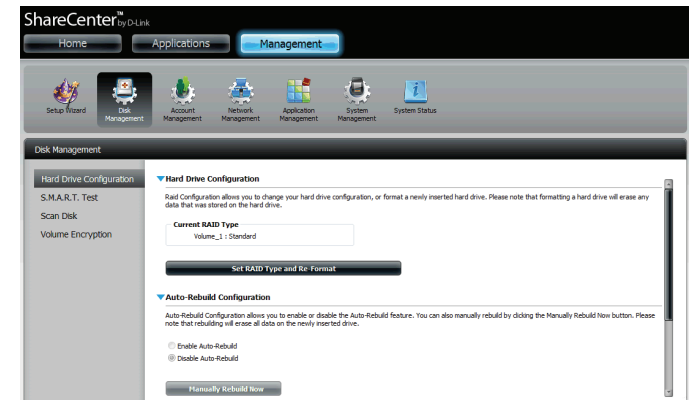 ShareCenter™ by D-Link
Home Applications Management
Setup Wizard Disk Management Account Management Network Management Application Management System Management System Status
Disk Management
Hard Drive Configuration
S.M.A.R.T. Test
Scan Disk
Volume Encryption
Hard Drive Configuration
Raid Configuration allows you to change your hard drive configuration, or format a newly inserted hard drive. Please note that formatting a hard drive will erase any
data that was stored on the hard drive.
Current RAID Type
Volume_1 : Standard
Set RAID Type and Re-Format
Auto-Rebuild Configuration
Auto-Rebuild Configuration allows you to enable or disable the Auto-Rebuild feature. You can also manually rebuild by clicking the Manually Rebuild Now button. Please
note that rebuilding will erase all data on the newly inserted drive.
Enable Auto-Rebuild
Disable Auto-Rebuild
Manually Rebuild Now